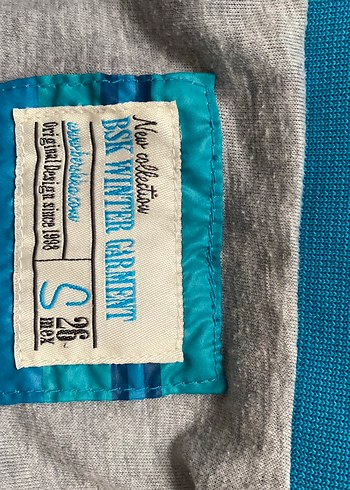 New collection
BSK WINTER GARMENT
www.bershka.com
Original Design since 1998
S
26
mex